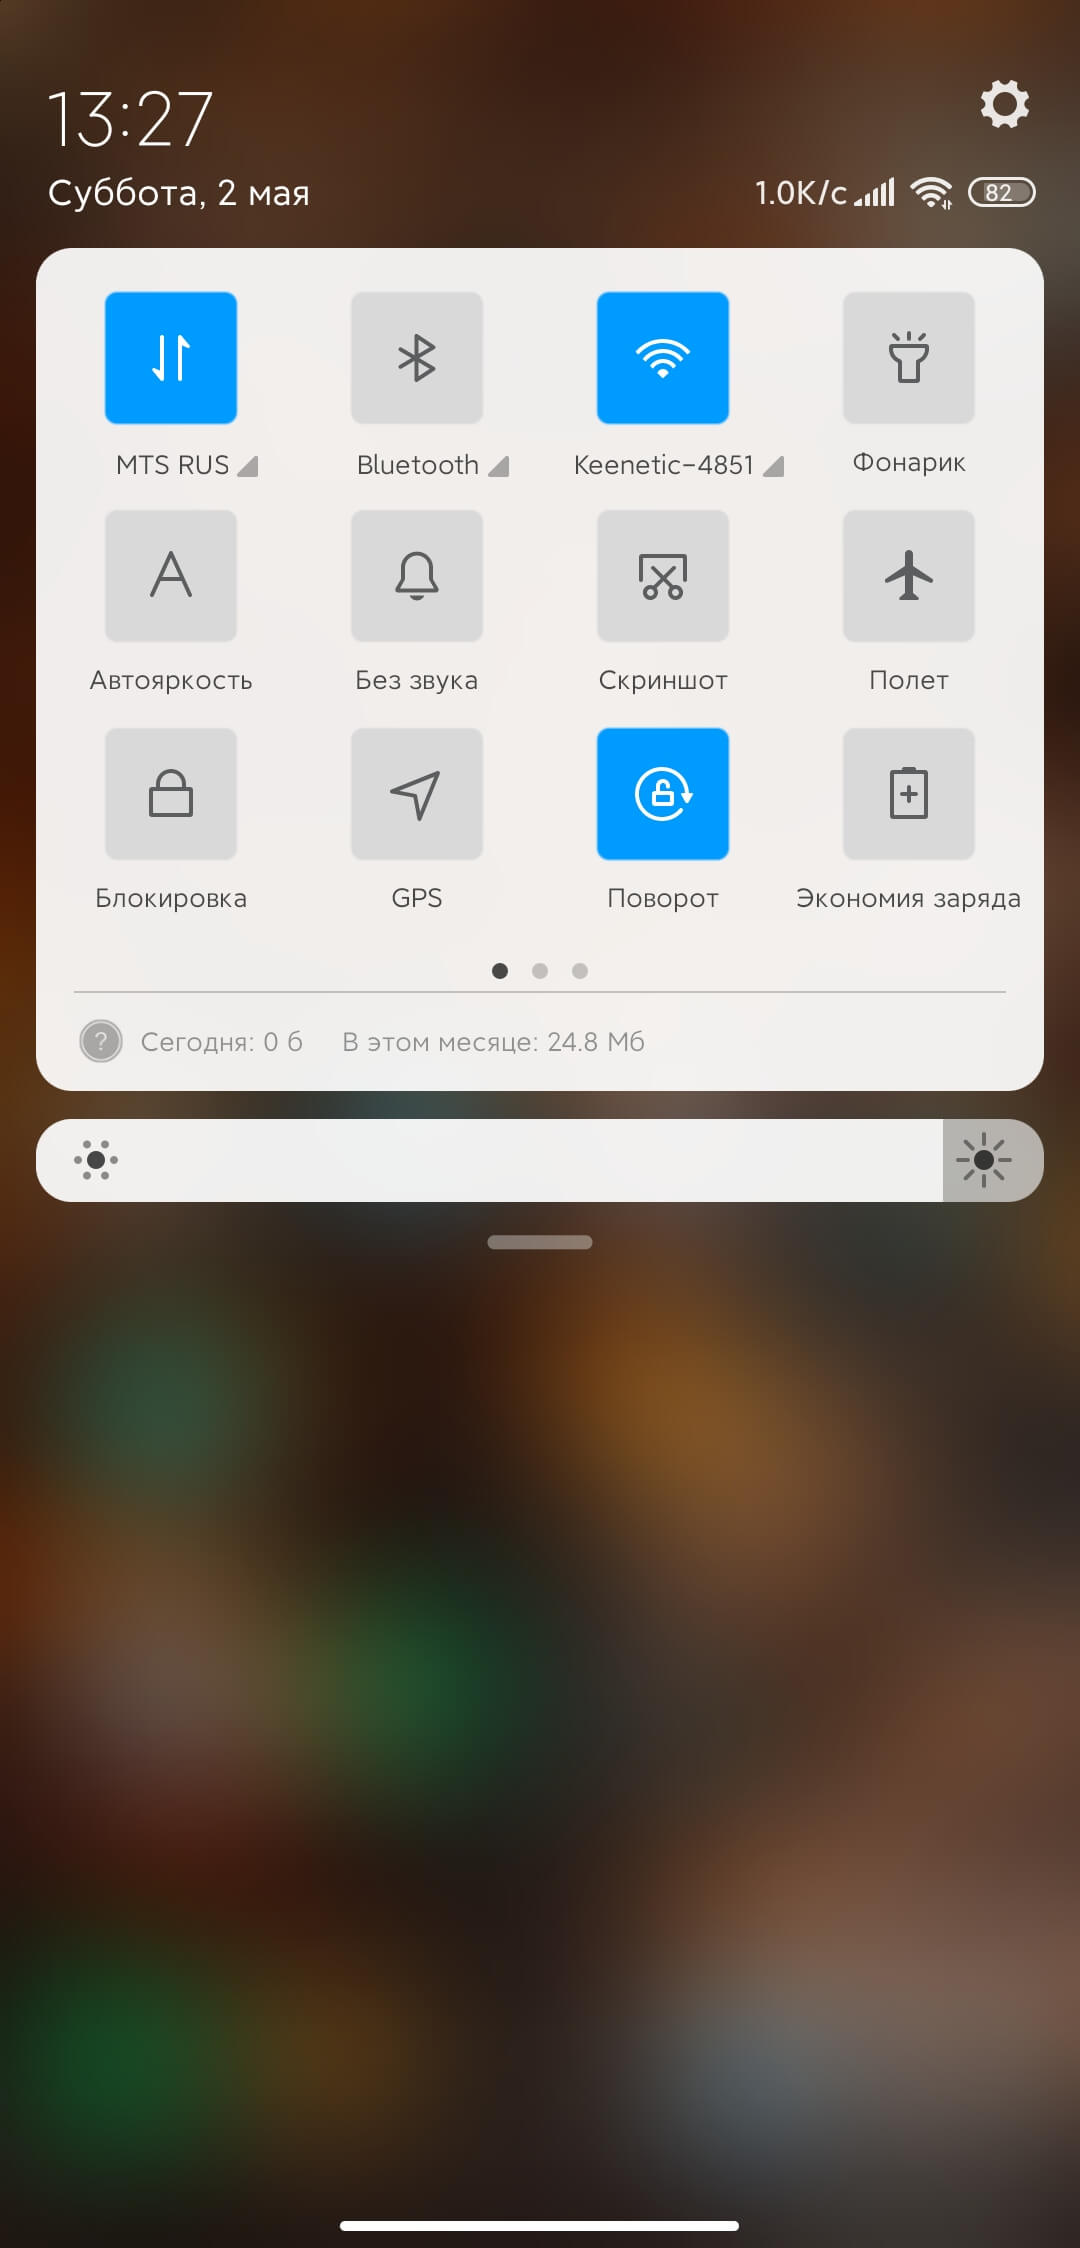 13:27
Суббота, 2 мая
1.0K/с 82
MTS RUS Bluetooth Keenetic-4851 Фонарик
Автояркость Без звука Скриншот Полет
Блокировка GPS Поворот Экономия заряда
? Сегодня: 0 б В этом месяце: 24.8 Мб